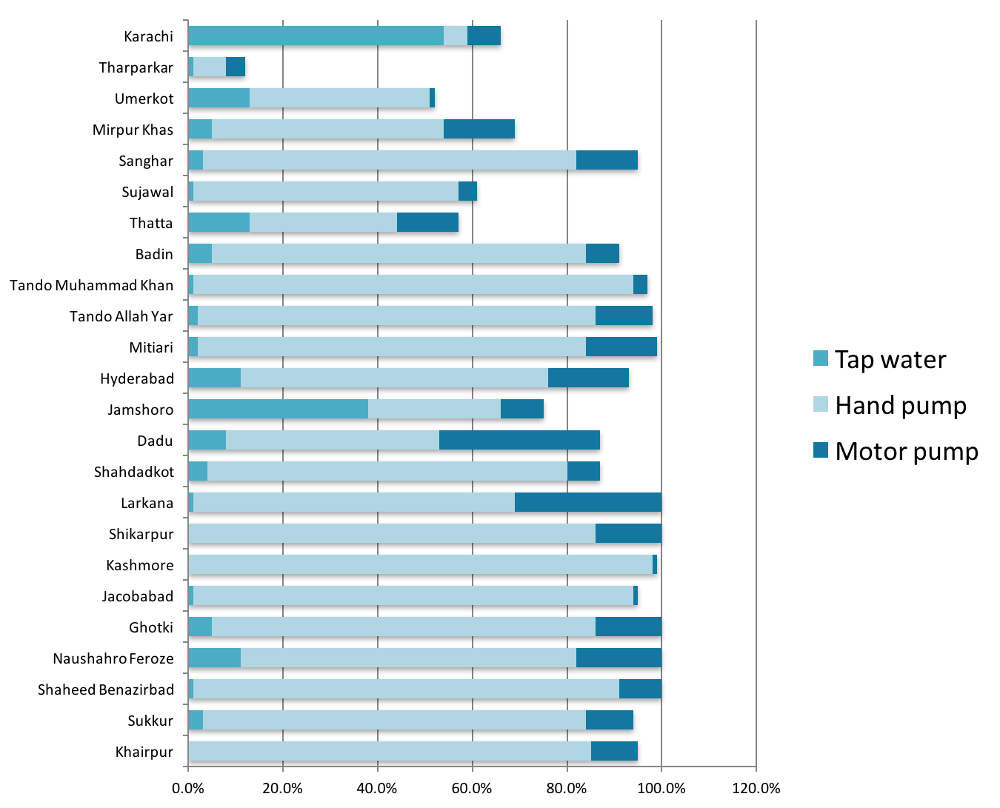 Karachi
Tharparkar
Umerkot
Mirpur Khas
Sanghar
Sujawal
Thatta
Badin
Tando Muhammad Khan
Tando Allah Yar
Mitiari
Hyderabad
Jamshoro
Dadu
Shahdadkot
Larkana
Shikarpur
Kashmore
Jacobabad
Ghotki
Naushahro Feroze
Shaheed Benazirbad
Sukkur
Khairpur
0.0% 20.0% 40.0% 60.0% 80.0% 100.0% 120.0%
Tap water
Hand pump
Motor pump